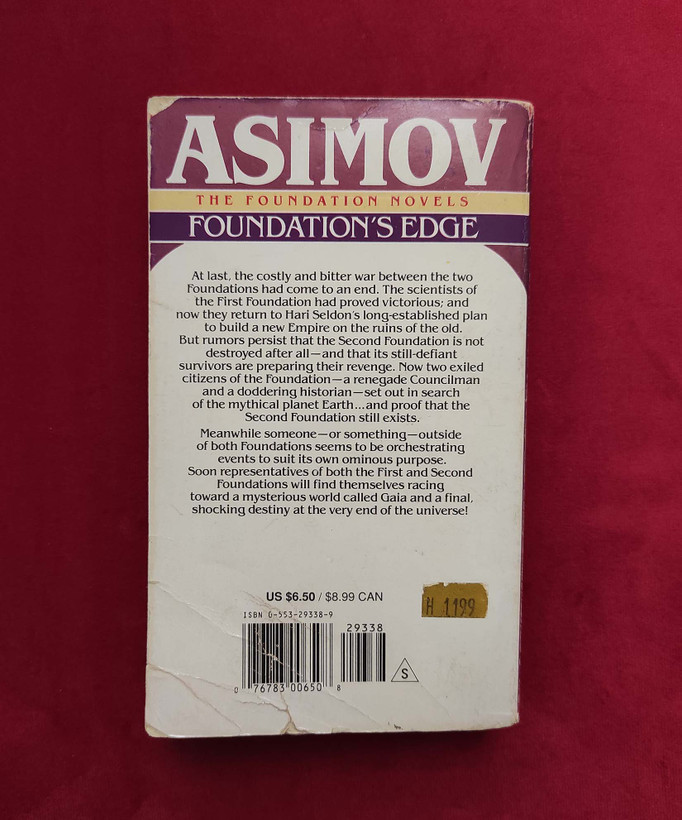 ASIMOV
THE FOUNDATION NOVELS
FOUNDATION'S EDGE
At last, the costly and bitter war between the two
Foundations had come to an end. The scientists of
the First Foundation had proved victorious; and
now they return to Hari Seldon's long-established plan
to build a new Empire on the ruins of the old.
But rumors persist that the Second Foundation is not
destroyed after all—and that its still-defiant
survivors are preparing their revenge. Now two exiled
citizens of the Foundation—a renegade Councilman
and a doddering historian—set out in search
of the mythical planet Earth...and proof that the
Second Foundation still exists.
Meanwhile someone—or something—outside
of both Foundations seems to be orchestrating
events to suit its own ominous purpose.
Soon representatives of both the First and Second
Foundations will find themselves racing
toward a mysterious world called Gaia and a final,
shocking destiny at the very end of the universe!
US $6.50 / $8.99 CAN
H 1199
ISBN 0-553-29338-9
29338
0 76783 00650 8
S